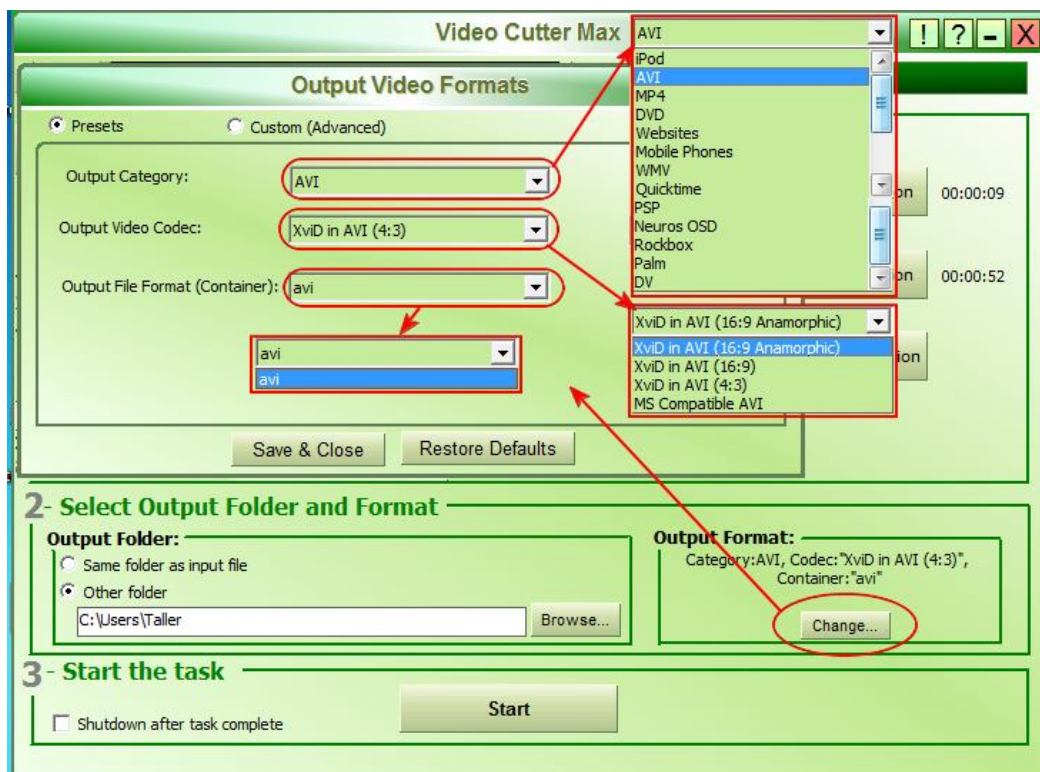 Video Cutter Max
! ? – X
Output Video Formats
Presets
Custom (Advanced)
Output Category:
AVI
Output Video Codec:
XviD in AVI (4:3)
Output File Format (Container):
avi
avi
avi
Save & Close
Restore Defaults
AVI
iPod
AVI
MP4
DVD
Websites
Mobile Phones
WMV
Quicktime
PSP
Neuros OSD
Rockbox
Palm
DV
XviD in AVI (16:9 Anamorphic)
XviD in AVI (16:9 Anamorphic)
XviD in AVI (16:9)
XviD in AVI (4:3)
MS Compatible AVI
00:00:09
00:00:52
2- Select Output Folder and Format
Output Folder:
Same folder as input file
Other folder
C:\Users\Taller
Browse...
Output Format:
Category:AVI, Codec:"XviD in AVI (4:3)",
Container:"avi"
Change...
3- Start the task
Shutdown after task complete
Start